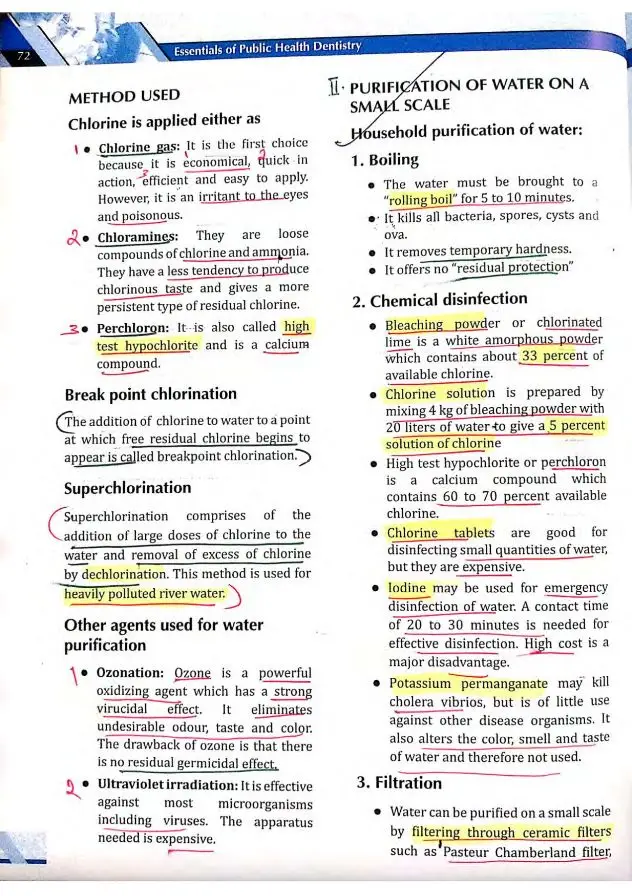 72
Essentials of Public Health Dentistry
METHOD USED
Chlorine is applied either as
1 • Chlorine gas: It is the first choice
because it is economical, quick in
action, efficient and easy to apply.
However, it is an irritant to the eyes
and poisonous.
2 • Chloramines: They are loose
compounds of chlorine and ammonia.
They have a less tendency to produce
chlorinous taste and gives a more
persistent type of residual chlorine.
3 • Perchloron: It is also called high
test hypochlorite and is a calcium
compound.
Break point chlorination
The addition of chlorine to water to a point
at which free residual chlorine begins to
appear is called breakpoint chlorination.
Superchlorination
Superchlorination comprises of the
addition of large doses of chlorine to the
water and removal of excess of chlorine
by dechlorination. This method is used for
heavily polluted river water.
Other agents used for water
purification
1 • Ozonation: Ozone is a powerful
oxidizing agent which has a strong
virucidal effect. It eliminates
undesirable odour, taste and color.
The drawback of ozone is that there
is no residual germicidal effect.
2 • Ultraviolet irradiation: It is effective
against most microorganisms
including viruses. The apparatus
needed is expensive.
II. PURIFICATION OF WATER ON A
SMALL SCALE
Household purification of water:
1. Boiling
• The water must be brought to a
"rolling boil" for 5 to 10 minutes.
• It kills all bacteria, spores, cysts and
ova.
• It removes temporary hardness.
• It offers no "residual protection"
2. Chemical disinfection
• Bleaching powder or chlorinated
lime is a white amorphous powder
which contains about 33 percent of
available chlorine.
• Chlorine solution is prepared by
mixing 4 kg of bleaching powder with
20 liters of water to give a 5 percent
solution of chlorine
• High test hypochlorite or perchloron
is a calcium compound which
contains 60 to 70 percent available
chlorine.
• Chlorine tablets are good for
disinfecting small quantities of water,
but they are expensive.
• Iodine may be used for emergency
disinfection of water. A contact time
of 20 to 30 minutes is needed for
effective disinfection. High cost is a
major disadvantage.
• Potassium permanganate may kill
cholera vibrios, but is of little use
against other disease organisms. It
also alters the color, smell and taste
of water and therefore not used.
3. Filtration
• Water can be purified on a small scale
by filtering through ceramic filters
such as Pasteur Chamberland filter,